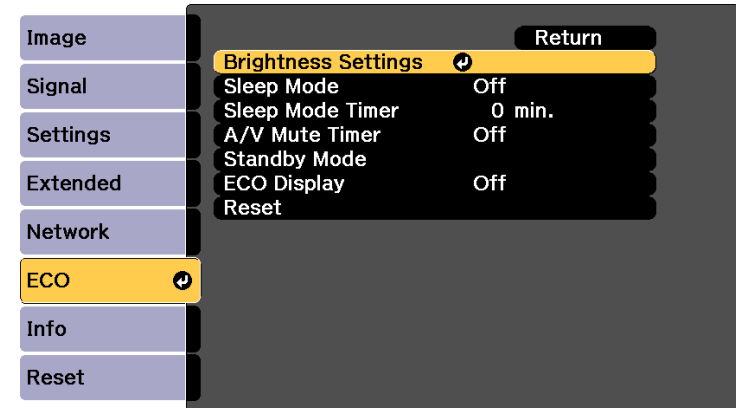 Image
Signal
Settings
Extended
Network
ECO
Info
Reset
Return
Brightness Settings
Sleep Mode Off
Sleep Mode Timer 0 min.
A/V Mute Timer Off
Standby Mode
ECO Display Off
Reset